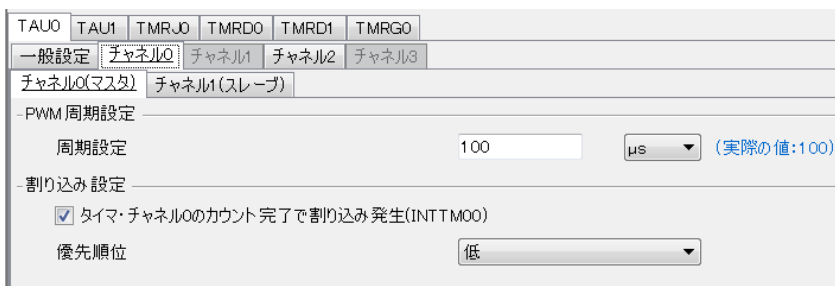 TAU0 TAU1 TMRJ0 TMRD0 TMRD1 TMRG0
一般設定 チャネル0 チャネル1 チャネル2 チャネル3
チャネル0(マスタ) チャネル1(スレーブ)
PWM周期設定
周期設定 100 μs (実際の値:100)
割り込み設定
タイマ・チャネル0のカウント完了で割り込み発生(INTTM00)
優先順位 低